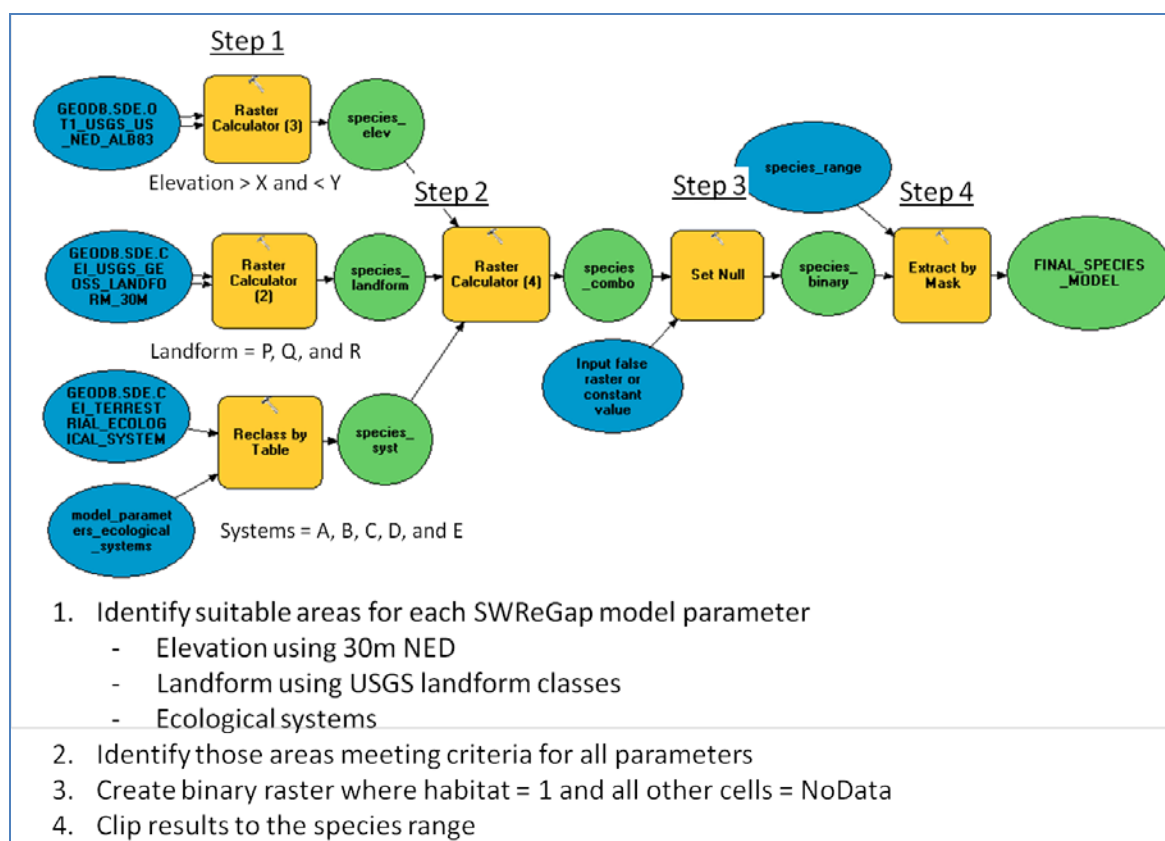 Step 1
GEODB.SDE.O
T1_USGS_US
_NED_ALB83
Raster
Calculator (3)
species_
elev
Elevation > X and < Y
Step 2
Step 3
species_range
Step 4
GEODB.SDE.C
EI_USGS_GE
OSS_LANDFO
RM_30M
Raster
Calculator
(2)
species_
landform
Raster
Calculator (4)
species
_combo
Set Null
species_
binary
Extract by
Mask
FINAL_SPECIES
_MODEL
Landform = P, Q, and R
Input false
raster or
constant
value
GEODB.SDE.C
EI_TERREST
RIAL_ECOLOG
ICAL_SYSTEM
Reclass by
Table
species_
syst
model_paramet
ers_ecological
_systems
Systems = A, B, C, D, and E
1. Identify suitable areas for each SWReGap model parameter
- Elevation using 30m NED
- Landform using USGS landform classes
- Ecological systems
2. Identify those areas meeting criteria for all parameters
3. Create binary raster where habitat = 1 and all other cells = NoData
4. Clip results to the species range